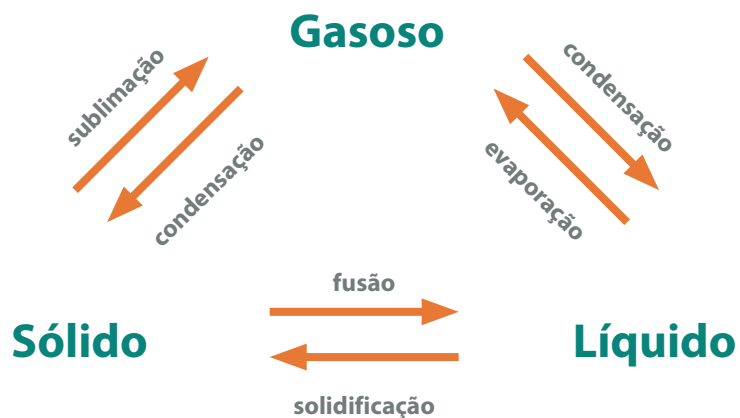 Gasoso
sublimação
condensação
condensação
evaporação
fusão
Sólido
Líquido
solidificação